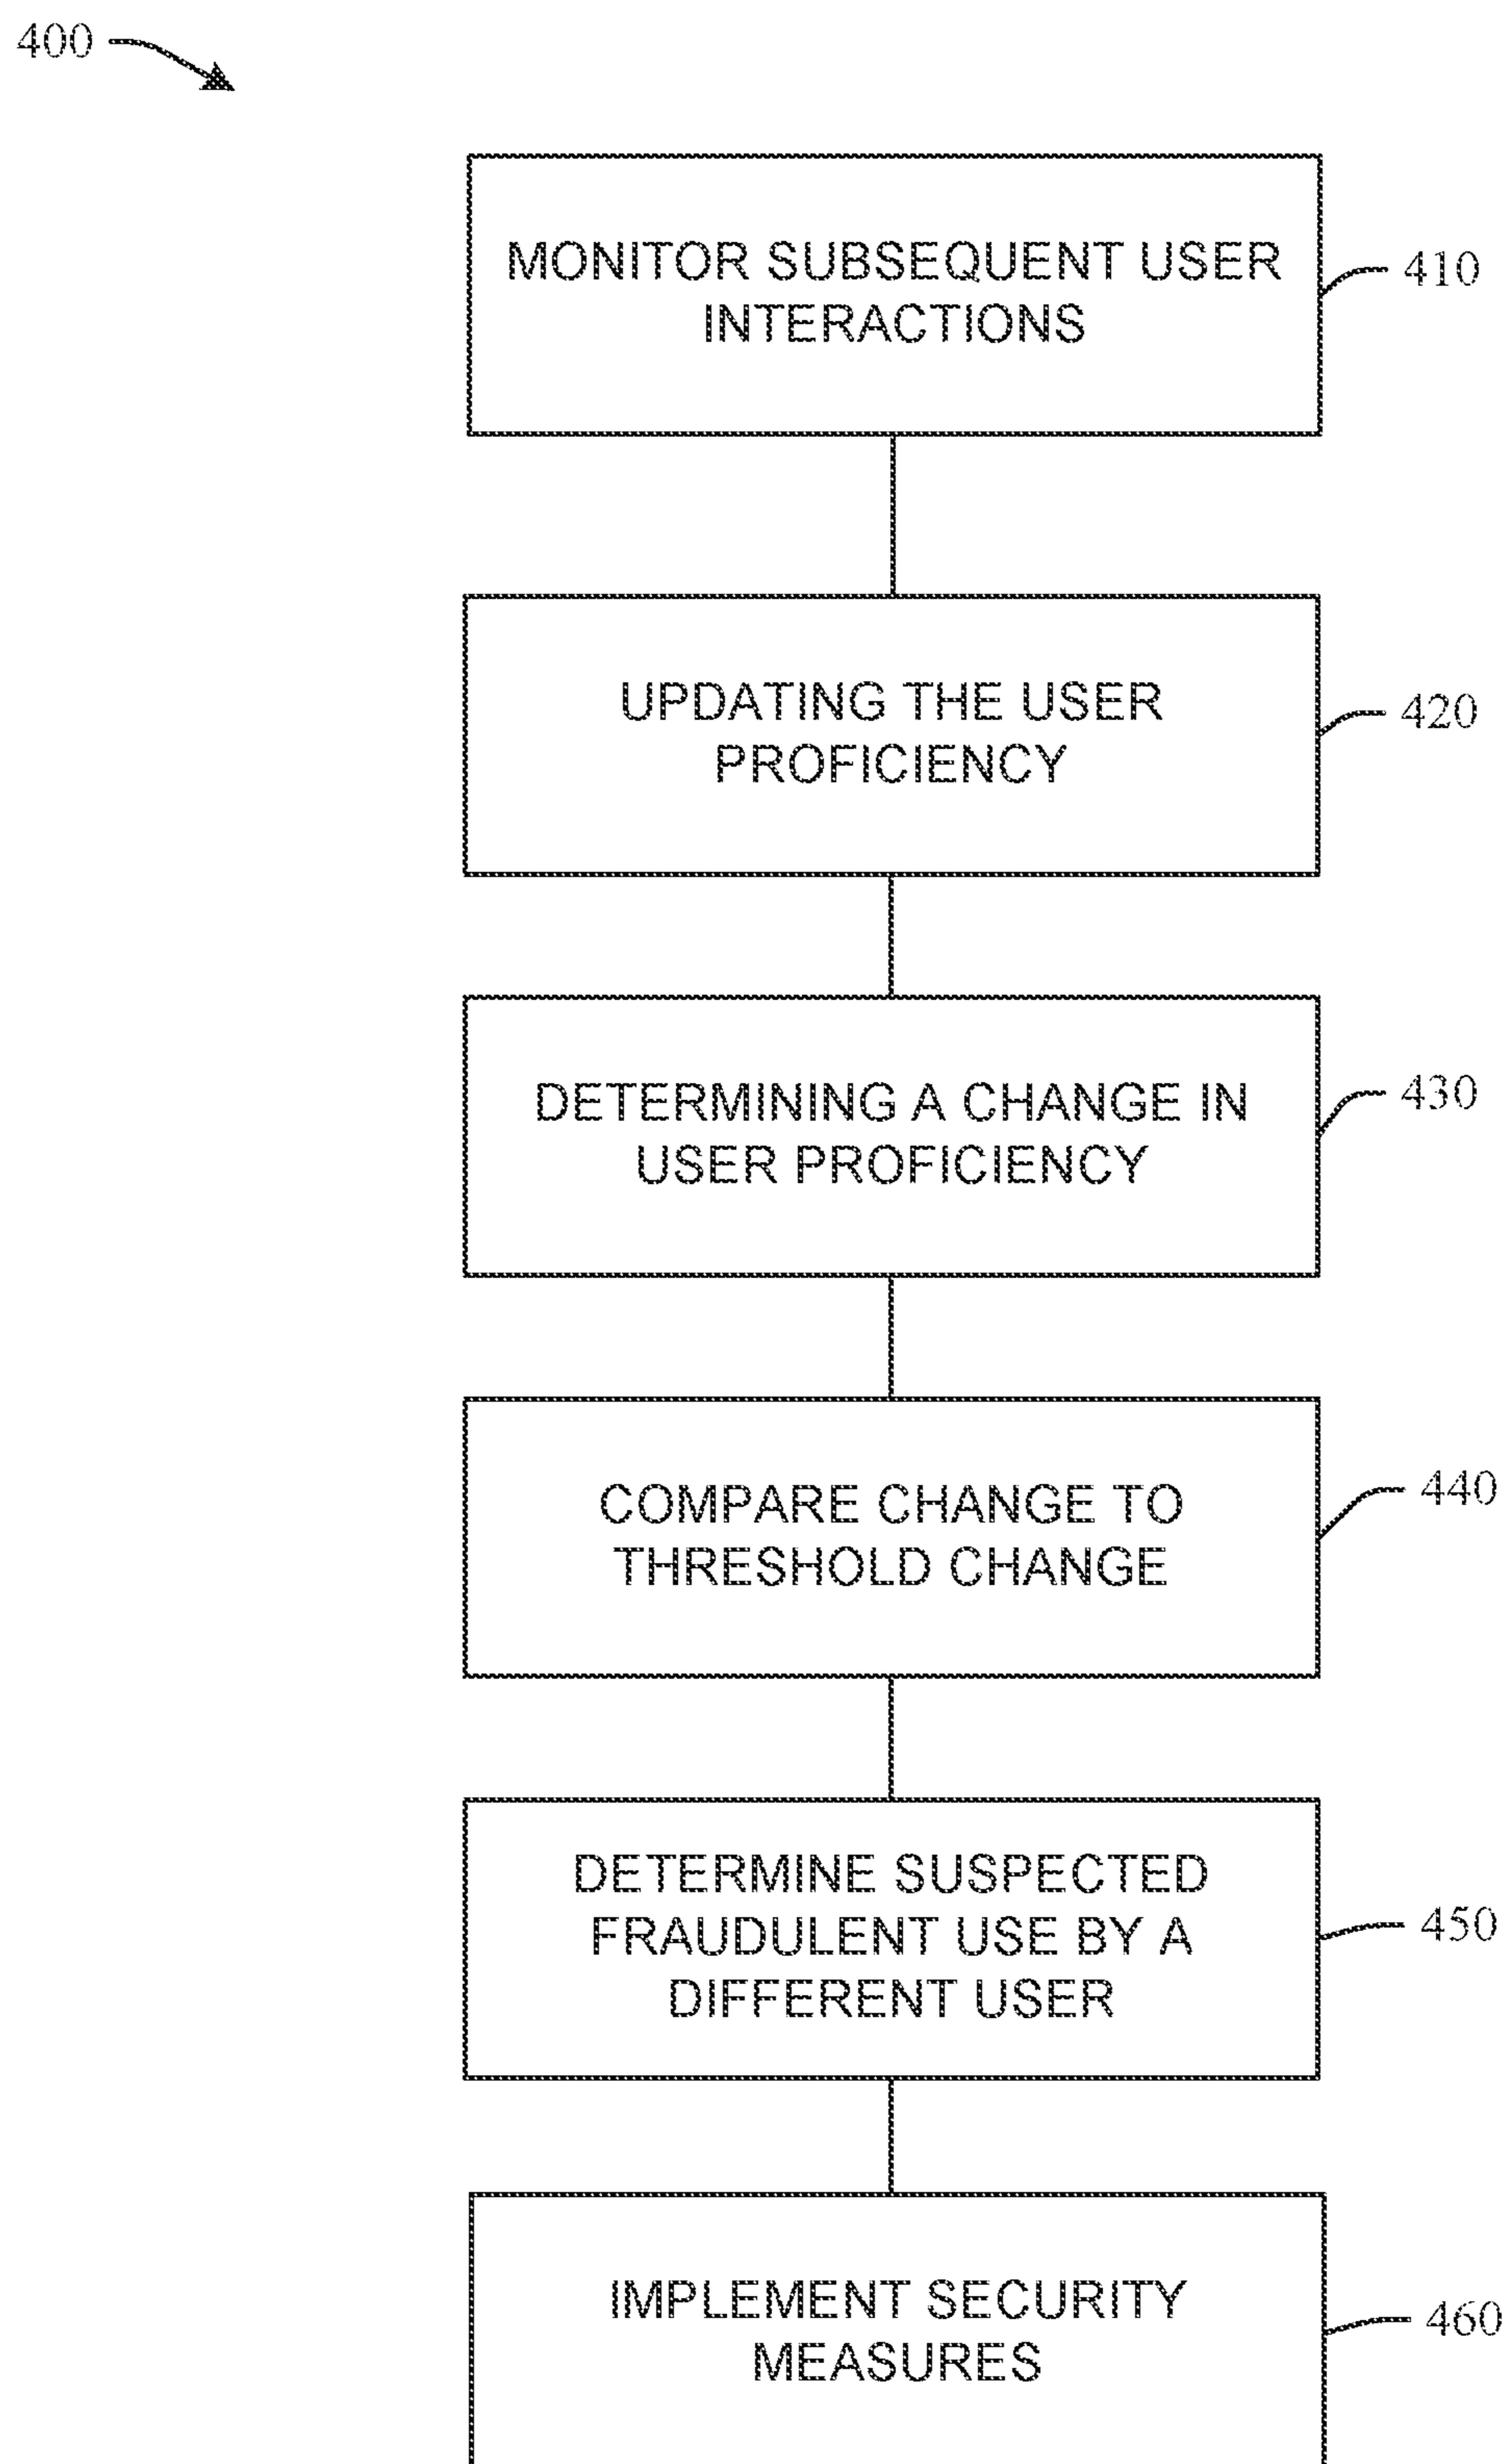 400
MONITOR SUBSEQUENT USER
INTERACTIONS
410
UPDATING THE USER
PROFICIENCY
420
DETERMINING A CHANGE IN
USER PROFICIENCY
430
COMPARE CHANGE TO
THRESHOLD CHANGE
440
DETERMINE SUSPECTED
FRAUDULENT USE BY A
DIFFERENT USER
450
IMPLEMENT SECURITY
MEASURES
460